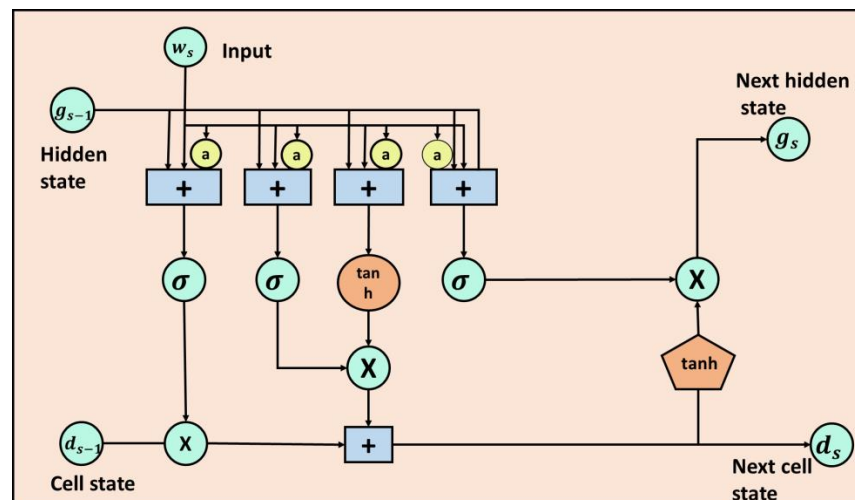 w_s
Input
g_{s-1}
Hidden
state
Next hidden
state
g_s
a
a
a
a
+
+
+
+
σ
σ
tan
h
σ
X
X
tanh
d_{s-1}
X
+
d_s
Cell state
Next cell
state